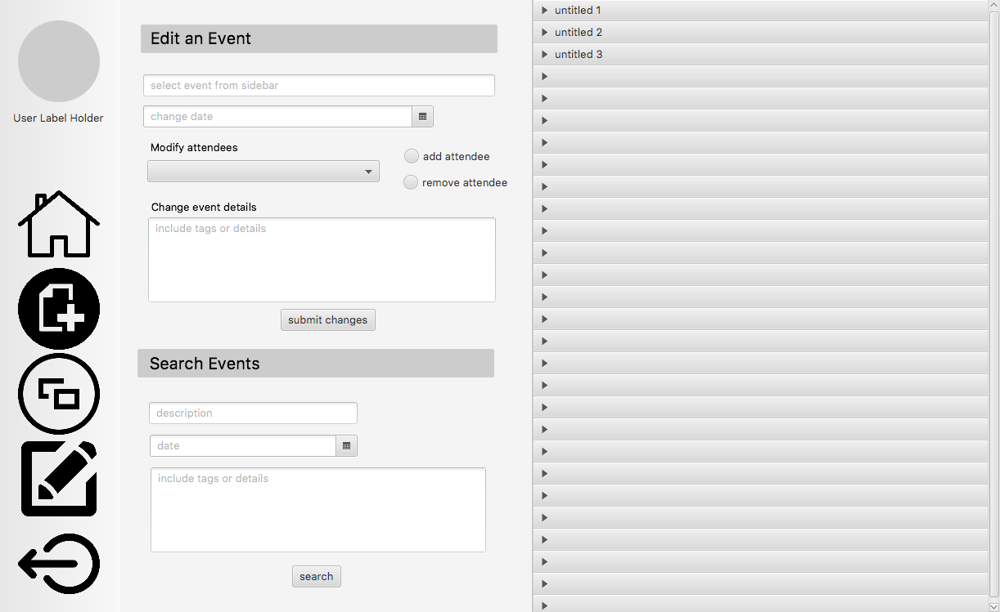 User Label Holder
Edit an Event
select event from sidebar
change date
Modify attendees
add attendee
remove attendee
Change event details
include tags or details
submit changes
Search Events
description
date
include tags or details
search
untitled 1
untitled 2
untitled 3